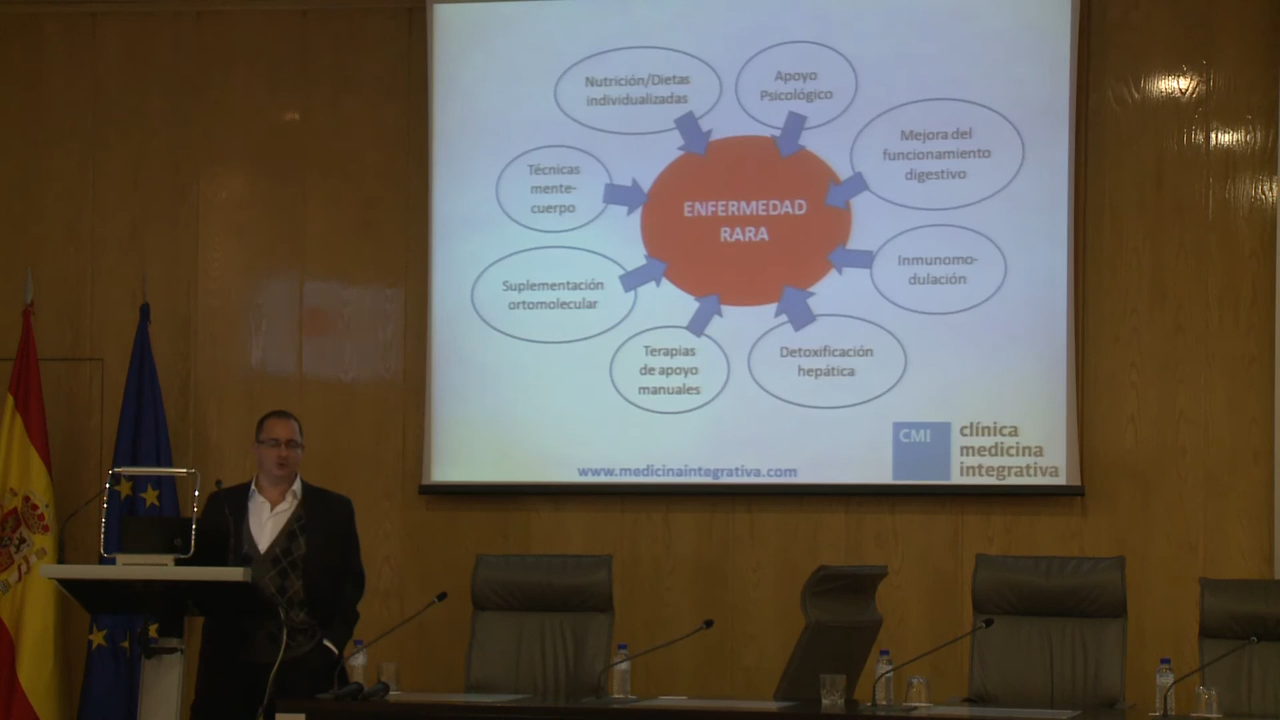 Nutrición/Dietas
individualizadas
Apoyo
Psicológico
Mejora del
funcionamiento
digestivo
Técnicas
mente-
cuerpo
ENFERMEDAD
RARA
Inmunomo-
dulación
Suplementación
ortomolecular
Terapias
de apoyo
manuales
Detoxificación
hepática
www.medicinaintegrativa.com
CMI
clínica
medicina
integrativa